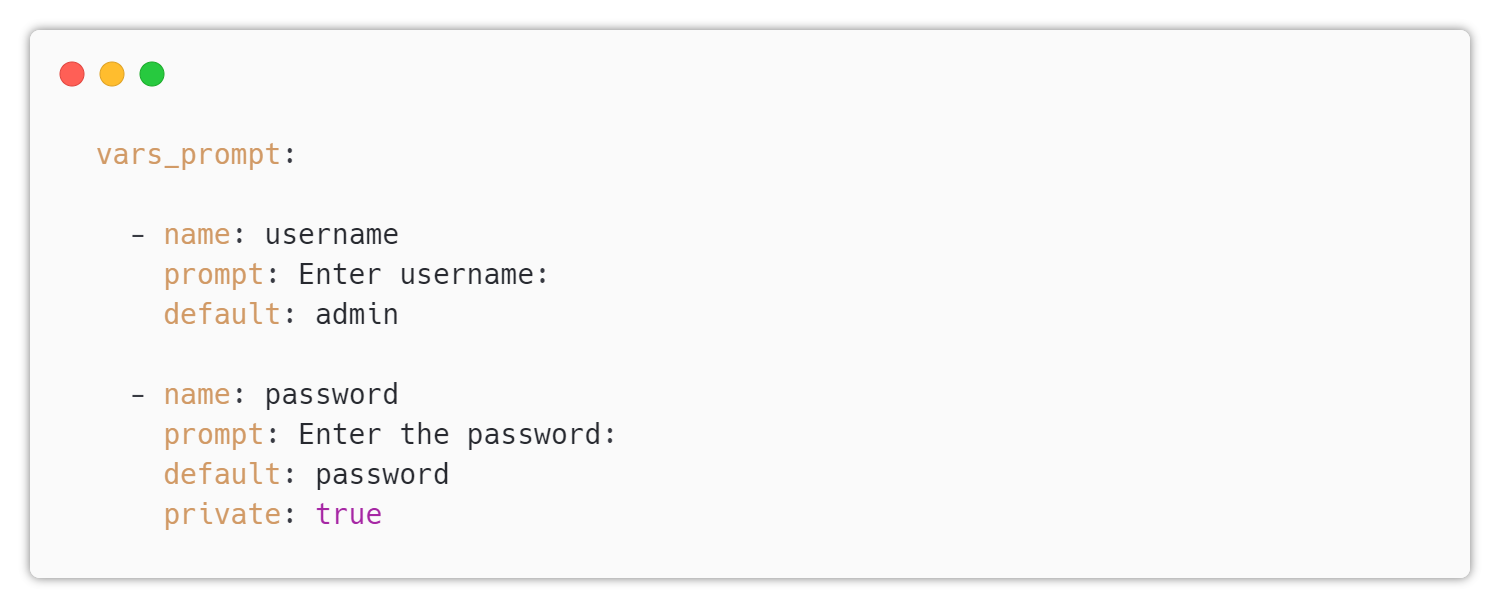 vars_prompt:
- name: username
prompt: Enter username:
default: admin
- name: password
prompt: Enter the password:
default: password
private: true